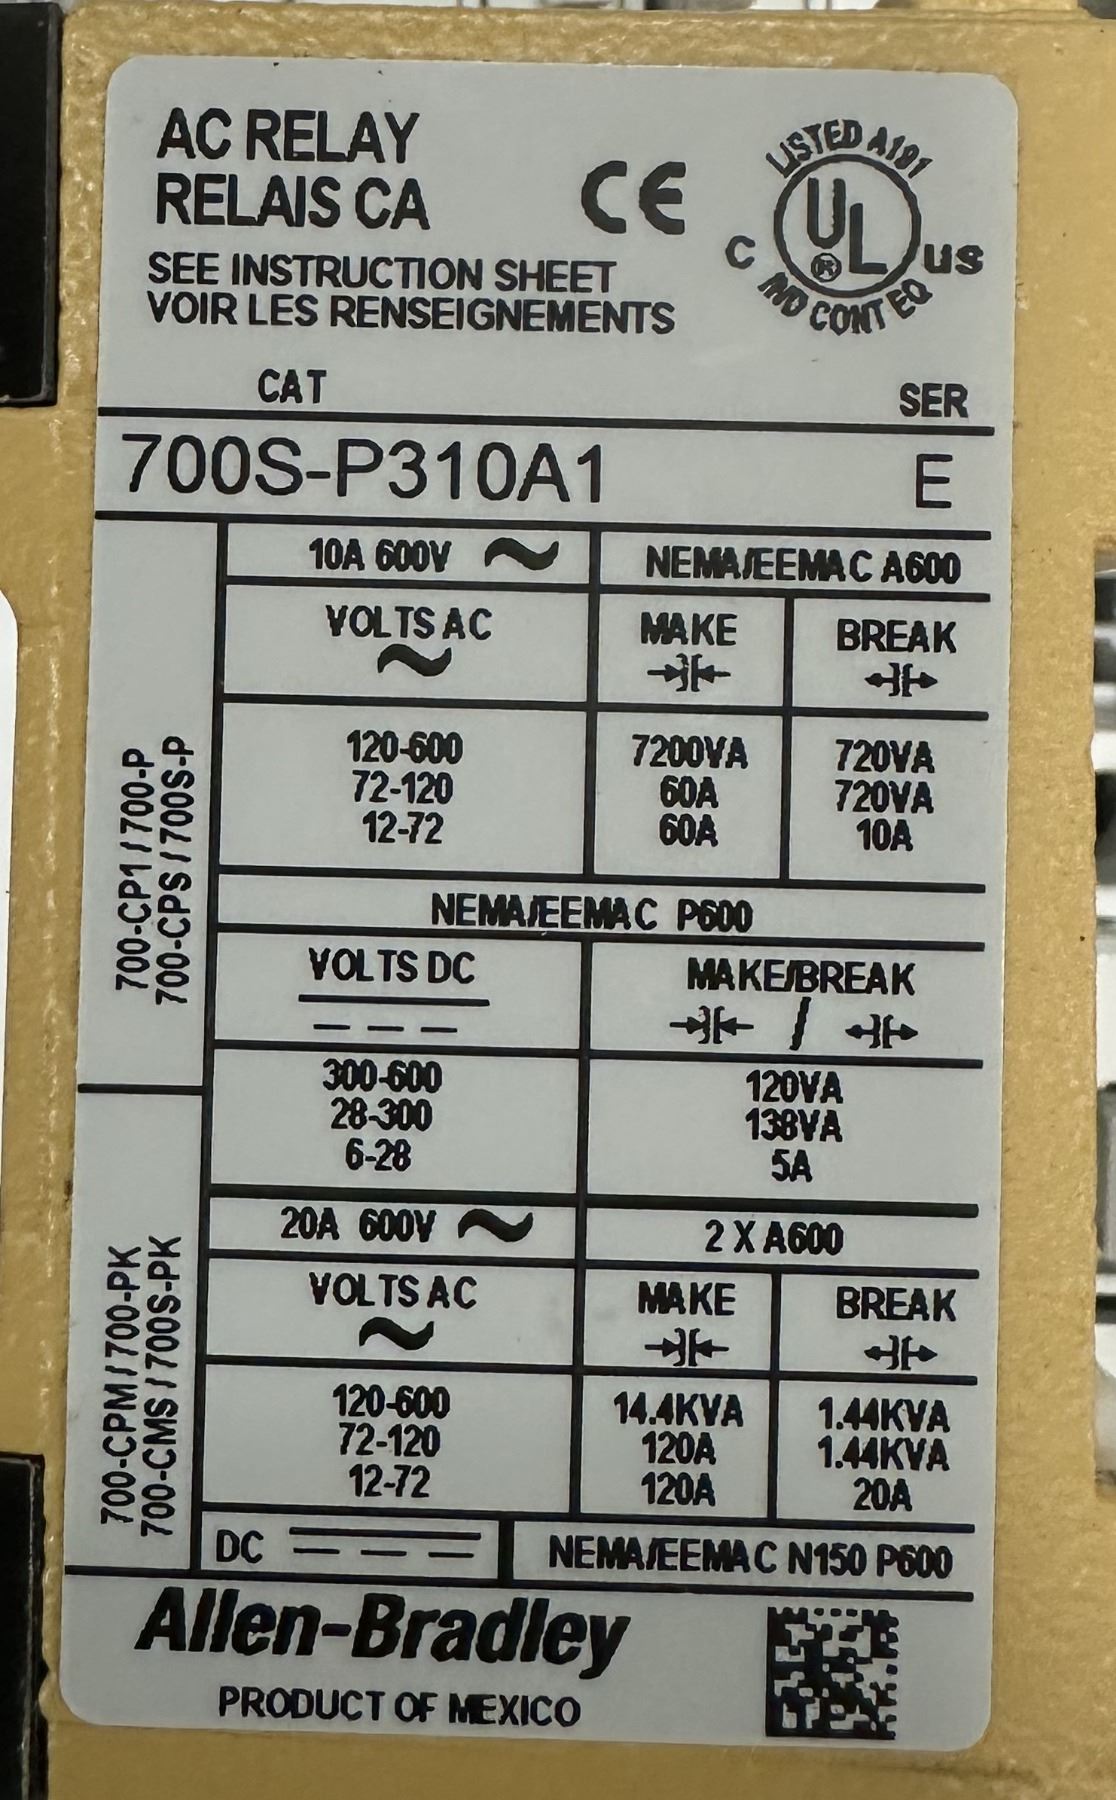 AC RELAY
RELAIS CA
SEE INSTRUCTION SHEET
VOIR LES RENSEIGNEMENTS
CE
LISTED A191
C UL ® US
IND CONT EQ
CAT SER
700S-P310A1 E
700-CP1 / 700-P
700-CPS / 700S-P
10A 600V ~ NEMA/EEMAC A600
VOLTS AC ~ MAKE BREAK
120-600 7200VA 720VA
72-120 60A 720VA
12-72 60A 10A
NEMA/EEMAC P600
VOLTS DC MAKE/BREAK
/
300-600 120VA
28-300 138VA
6-28 5A
700-CPM / 700-PK
700-CMS / 700S-PK
20A 600V ~ 2 X A600
VOLTS AC ~ MAKE BREAK
120-600 14.4KVA 1.44KVA
72-120 120A 1.44KVA
12-72 120A 20A
DC NEMA/EEMAC N150 P600
Allen-Bradley
PRODUCT OF MEXICO